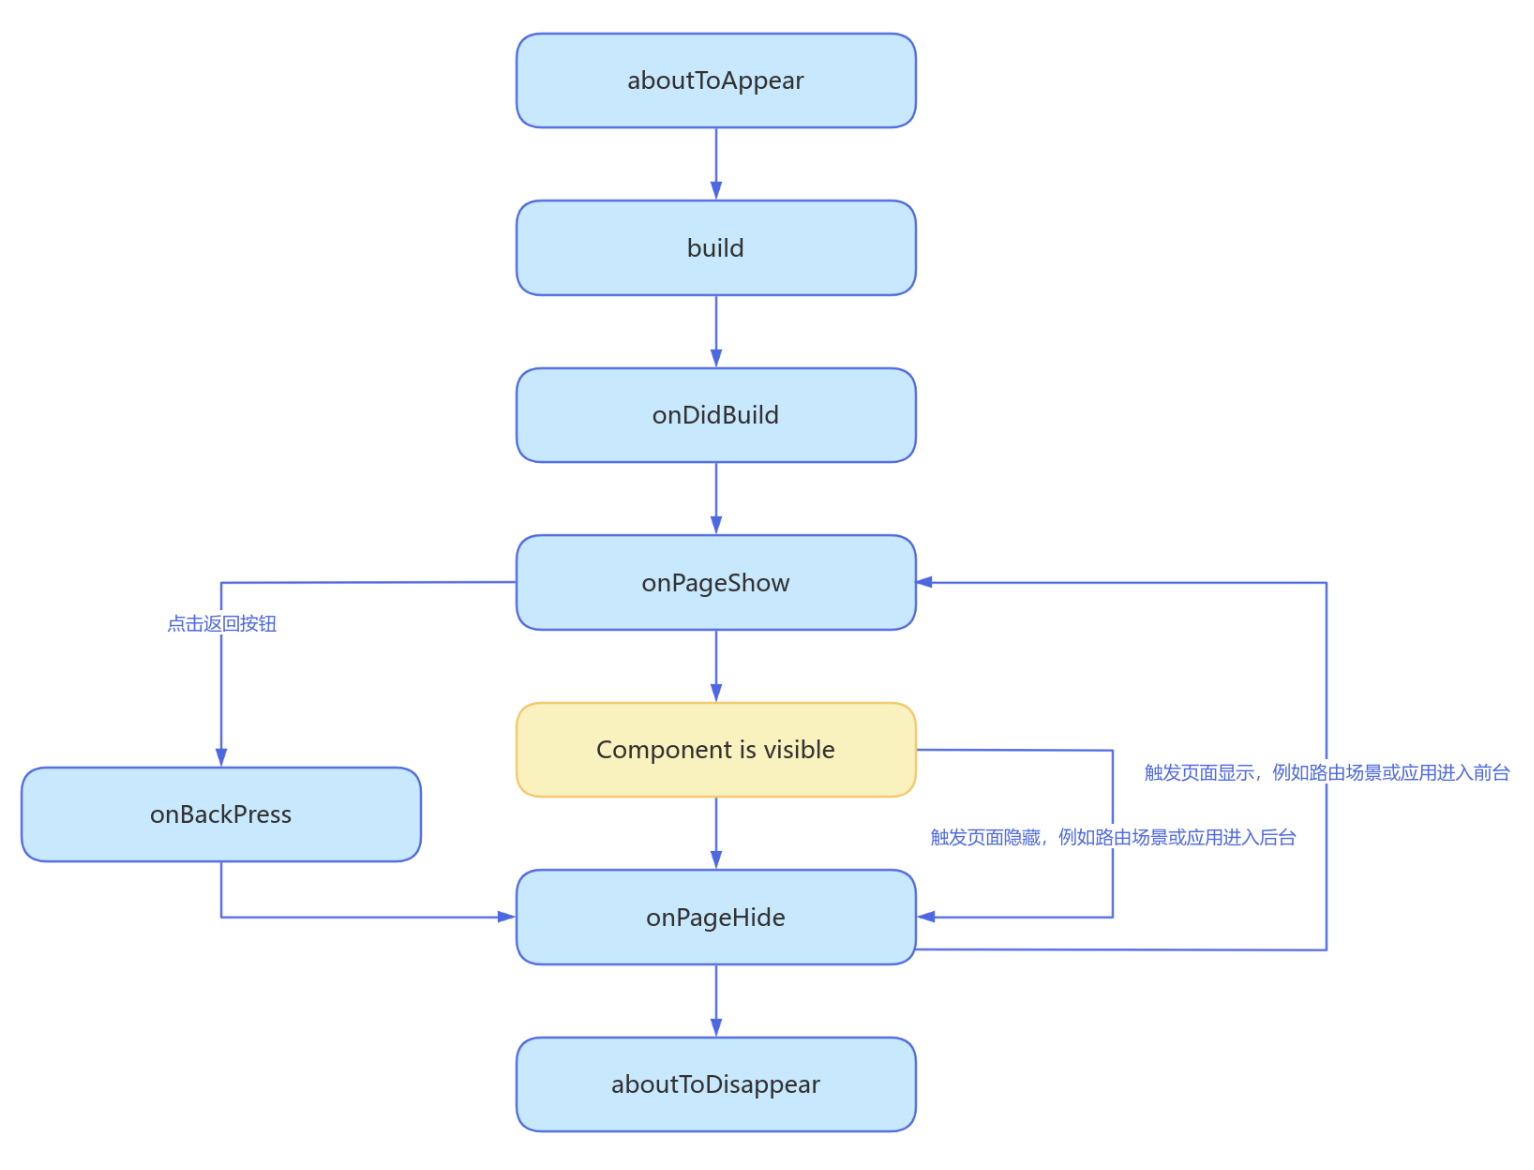 aboutToAppear
build
onDidBuild
onPageShow
点击返回按钮
Component is visible
触发页面显示，例如路由场景或应用进入前台
onBackPress
触发页面隐藏，例如路由场景或应用进入后台
onPageHide
aboutToDisappear